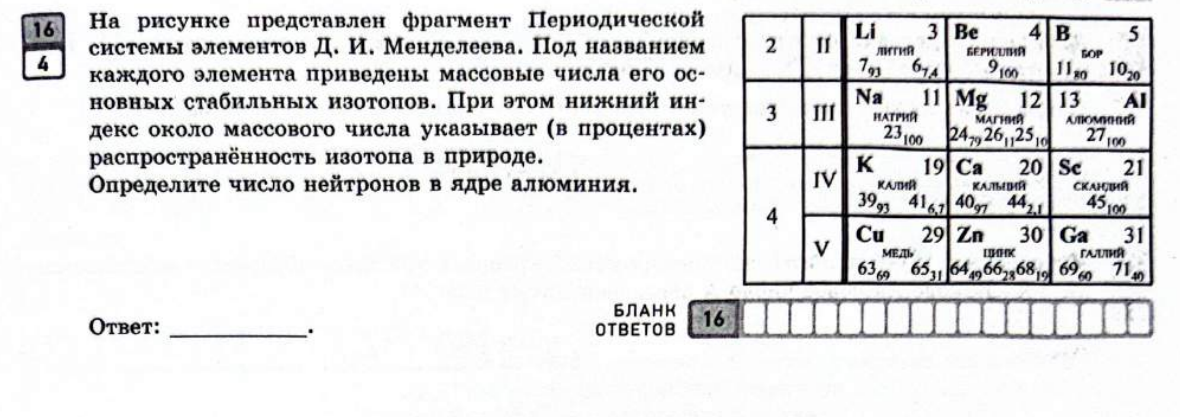 16
4
На рисунке представлен фрагмент Периодической
системы элементов Д. И. Менделеева. Под названием
каждого элемента приведены массовые числа его ос-
новных стабильных изотопов. При этом нижний ин-
декс около массового числа указывает (в процентах)
распространённость изотопа в природе.
Определите число нейтронов в ядре алюминия.
2 II Li 3 Be 4 B 5
ЛИТИЙ БЕРИЛЛИЙ БОР
7₉₃ 6₇,₄ 9₁₀₀ 11₈₀ 10₂₀
3 III Na 11 Mg 12 13 Al
НАТРИЙ МАГНИЙ АЛЮМИНИЙ
23₁₀₀ 24₇₉ 26₁₁ 25₁₀ 27₁₀₀
4 IV K 19 Ca 20 Sc 21
КАЛИЙ КАЛЬЦИЙ СКАНДИЙ
39₉₃ 41₆,₇ 40₉₇ 44₂,₁ 45₁₀₀
V Cu 29 Zn 30 Ga 31
МЕДЬ ЦИНК ГАЛЛИЙ
63₆₉ 65₃₁ 64₄₉ 66₂₈ 68₁₉ 69₆₀ 71₄₀
Ответ: ____________.
БЛАНК
ОТВЕТОВ 16